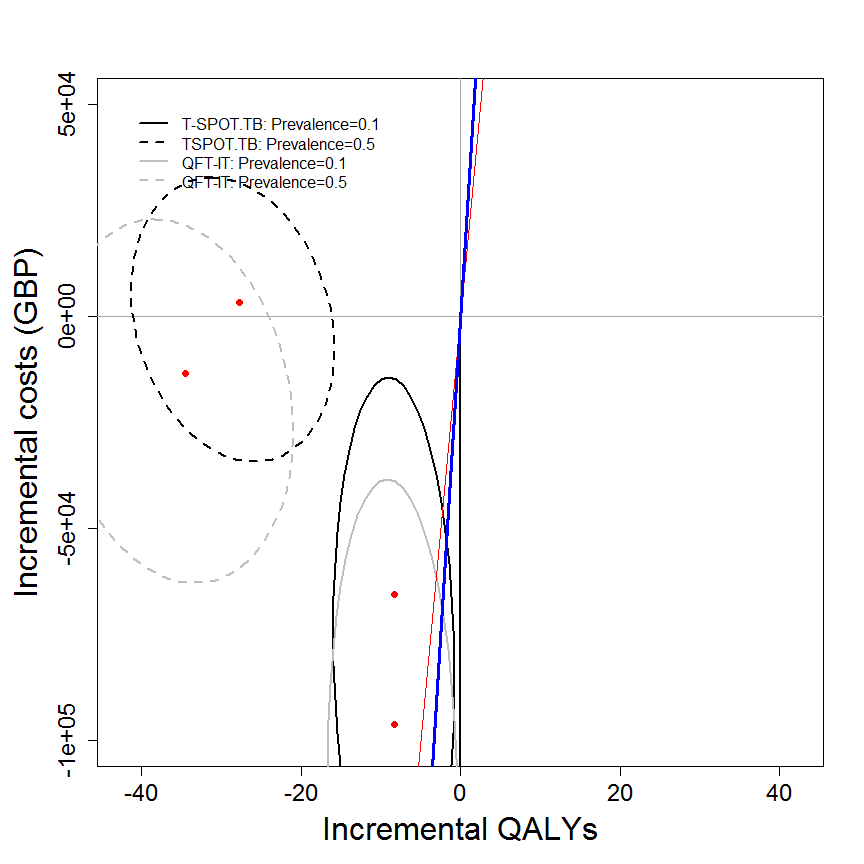 T-SPOT.TB: Prevalence=0.1
TSPOT.TB: Prevalence=0.5
QFT-IT: Prevalence=0.1
QFT-IT: Prevalence=0.5
5e+04
0e+00
-5e+04
-1e+05
Incremental costs (GBP)
-40 -20 0 20 40
Incremental QALYs